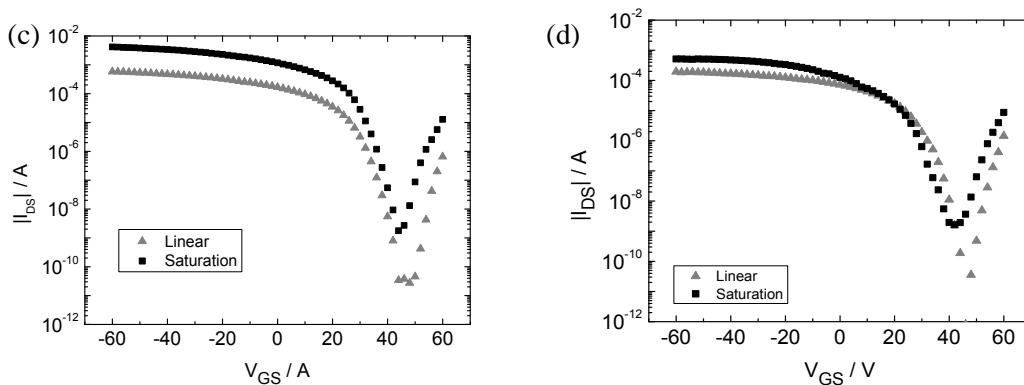 (c)
|I_DS| / A
10^-2
10^-4
10^-6
10^-8
10^-10
10^-12
Linear
Saturation
-60 -40 -20 0 20 40 60
V_GS / A
(d)
|I_DS| / A
10^-2
10^-4
10^-6
10^-8
10^-10
10^-12
Linear
Saturation
-60 -40 -20 0 20 40 60
V_GS / V